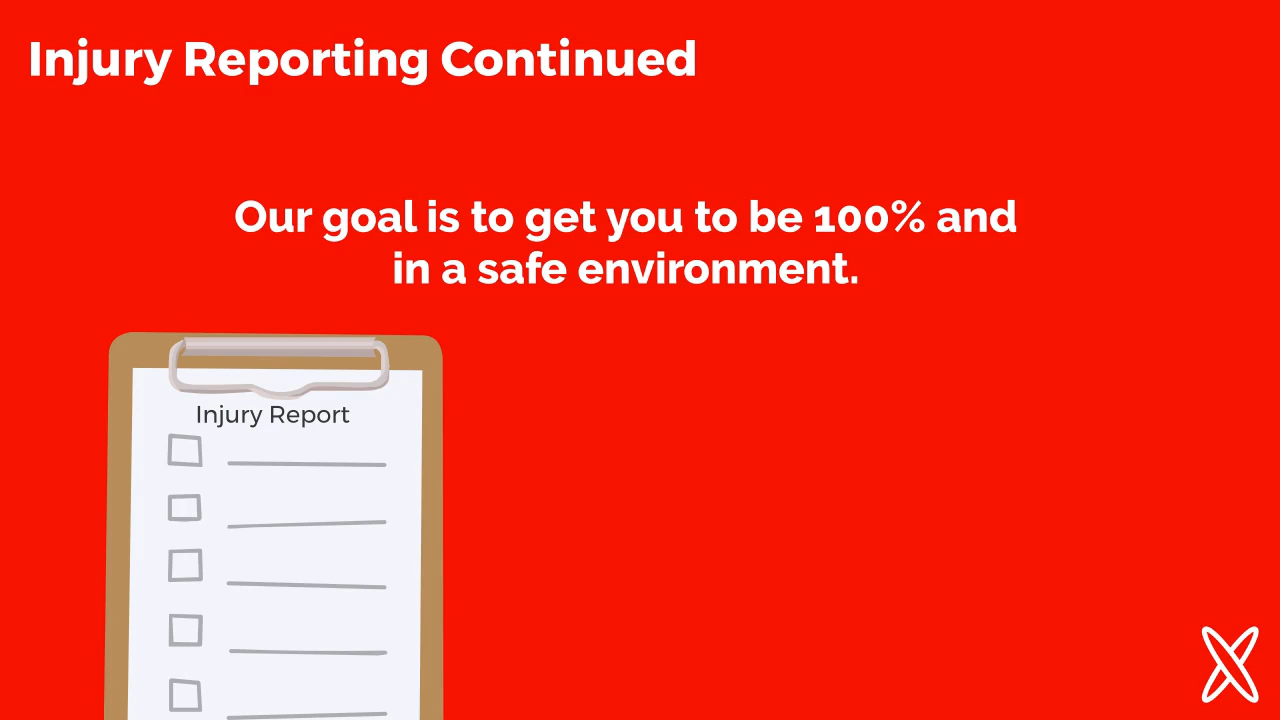 Injury Reporting Continued
Our goal is to get you to be 100% and
in a safe environment.
Injury Report